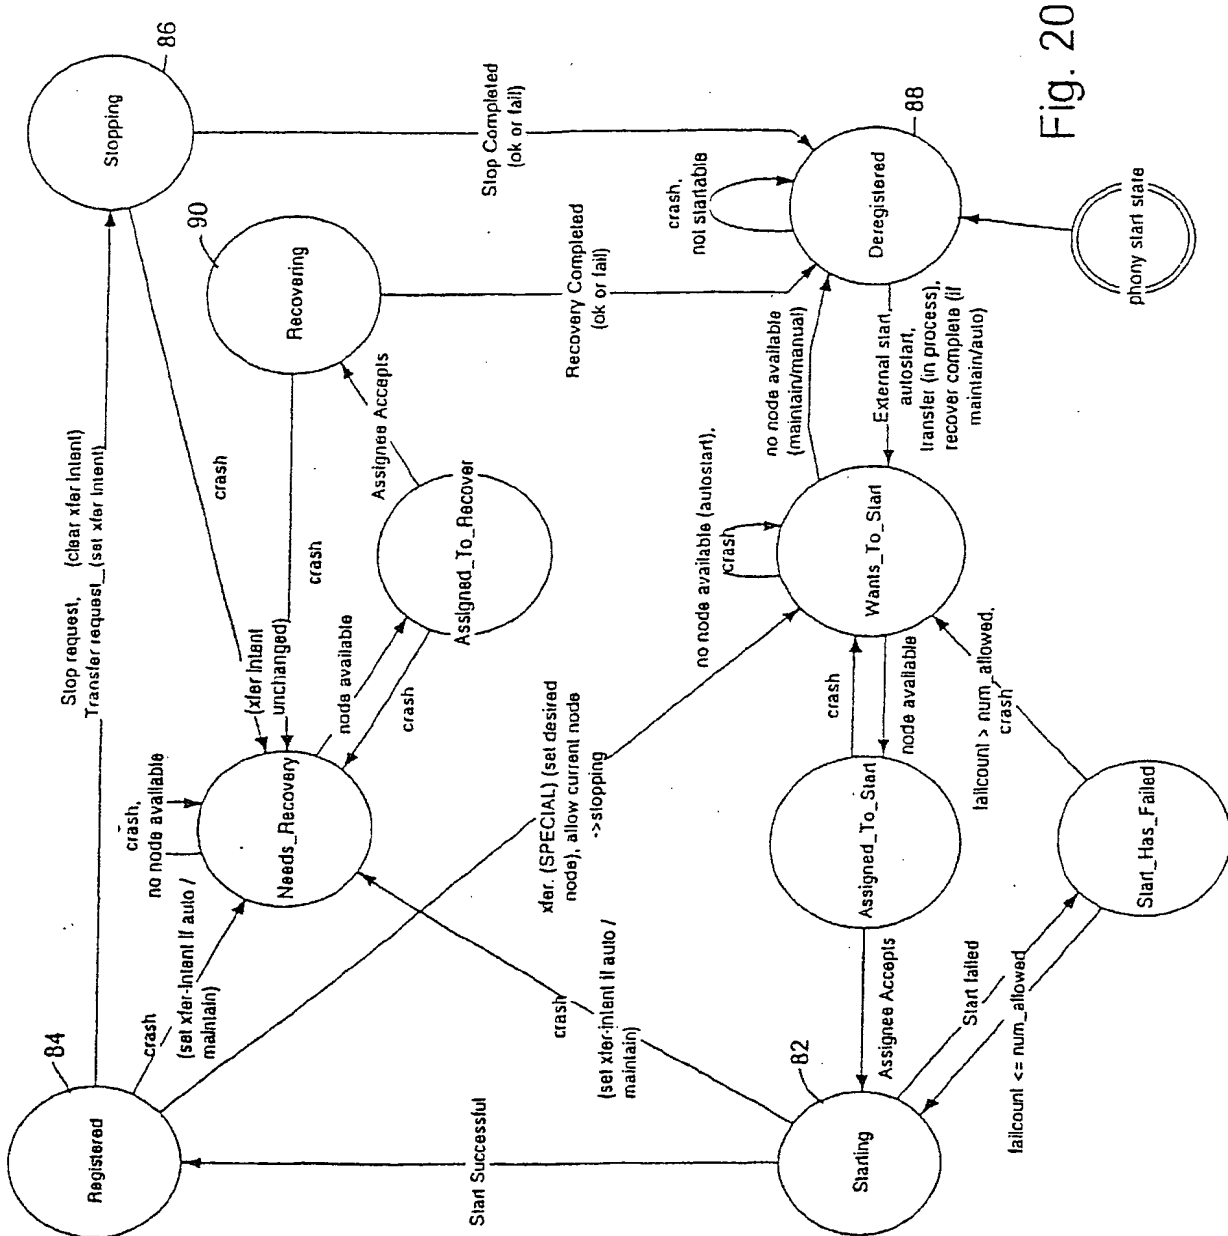 Stopping
86
Stop request,    (clear xfer Intent)
Transfer request  (set xfer Intent)
84
Registered
crash
(set xfer-Intent if auto /
maintain)
crash,
no node available
Needs_Recovery
(xfer Intent
unchanged)
crash
crash
node available
crash
90
Recovering
Assignee Accepts
Assigned_To_Recover
Stop Completed
(ok or fail)
Recovery Completed
(ok or fail)
crash,
not startable
Deregistered
88
phony start state
Fig. 20
no node available
(maintain/manual)
External start,
autostart,
transfer (in process),
recover complete (if
maintain/auto)
no node available (autostart),
crash
Wants_To_Start
xfer. (SPECIAL) (set desired
node), allow current node
->stopping
crash
node available
Assigned_To_Start
failcount > num_allowed,
crash
Start_Has_Failed
Assignee Accepts
Start failed
failcount <= num_allowed
crash
(set xfer-intent if auto /
maintain)
82
Starting
Start Successful